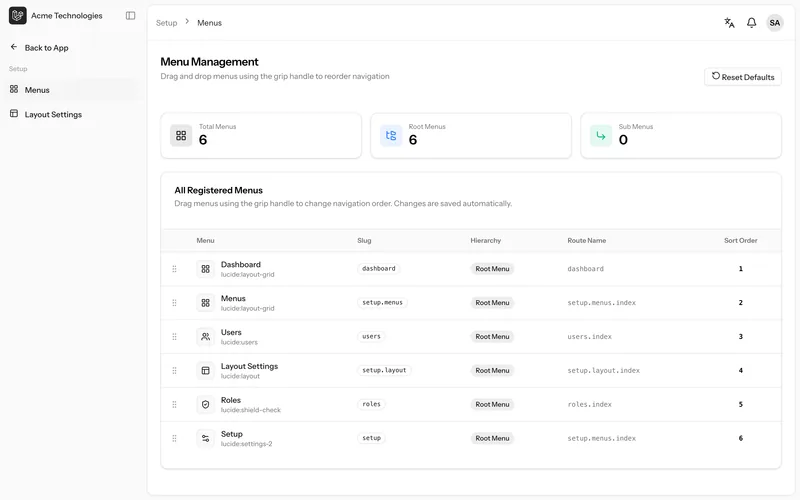 Acme Technologies
Back to App
Setup
Menus
Layout Settings
Setup > Menus
SA
Menu Management
Drag and drop menus using the grip handle to reorder navigation
Reset Defaults
Total Menus
6
Root Menus
6
Sub Menus
0
All Registered Menus
Drag menus using the grip handle to change navigation order. Changes are saved automatically.
Menu Slug Hierarchy Route Name Sort Order
Dashboard
lucide:layout-grid
dashboard Root Menu dashboard 1
Menus
lucide:layout-grid
setup.menus Root Menu setup.menus.index 2
Users
lucide:users
users Root Menu users.index 3
Layout Settings
lucide:layout
setup.layout Root Menu setup.layout.index 4
Roles
lucide:shield-check
roles Root Menu roles.index 5
Setup
lucide:settings-2
setup Root Menu setup.menus.index 6